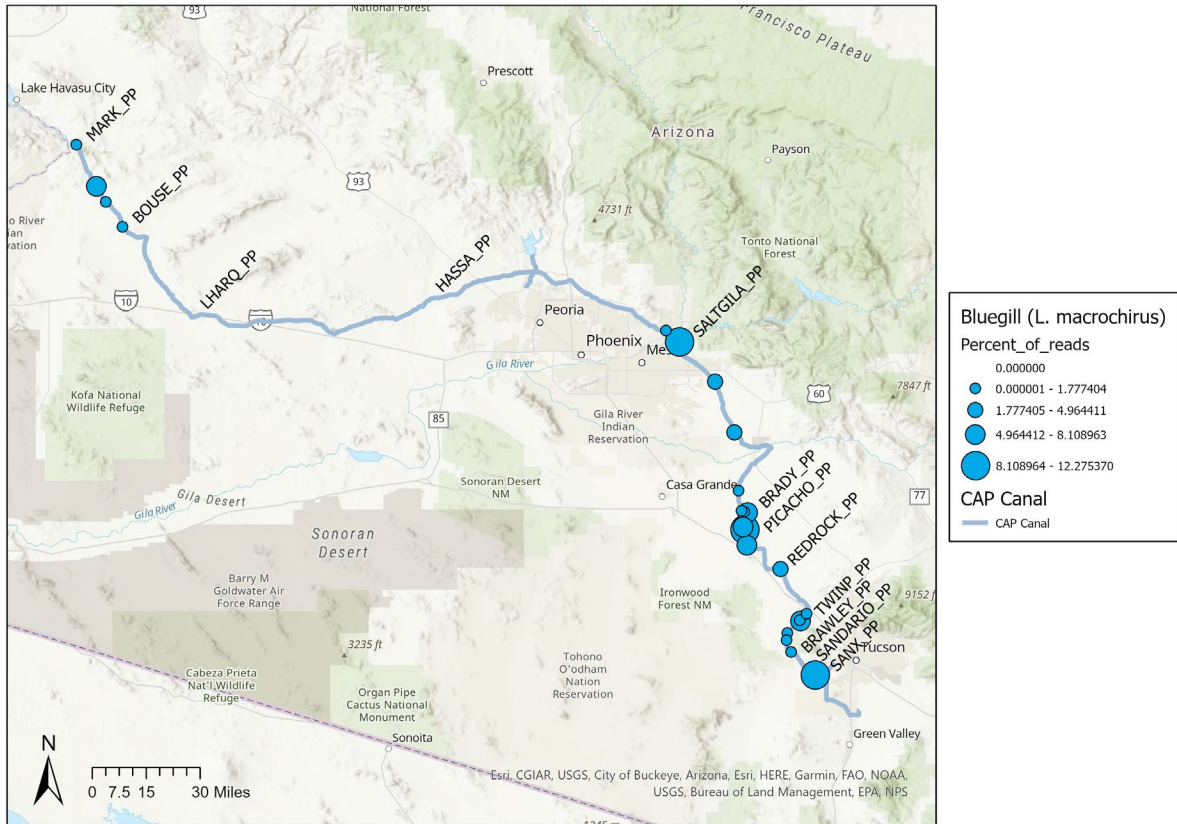 Francisco Plateau
National Forest
93
Prescott
Lake Havasu City
MARK_PP
Arizona
Payson
93
BOUSE_PP
4731 ft
o River
ian
vation
Tonto National
Forest
HASSA_PP
LHARQ_PP
10
10
SALTGILA_PP
Peoria
Phoenix
Mes
Gila River
7847 ft
60
Kofa National
Wildlife Refuge
85
Gila River
Indian
Reservation
BRADY_PP
PICACHO_PP
Casa Grande
Sonoran Desert
NM
77
Gila Desert
Gila River
REDROCK_PP
Sonoran
Desert
Barry M
Goldwater Air
Force Range
Ironwood
Forest NM
9152 ft
TWINP_PP
BRAWLEY_PP
SANDARIO_PP
SANX_PP
Tucson
3235 ft
Tohono
O'odham
Nation
Reservation
Cabeza Prieta
Nat'l Wildlife
Refuge
Organ Pipe
Cactus National
Monument
Sonoita
Green Valley
N
0 7.5 15 30 Miles
Esri, CGIAR, USGS, City of Buckeye, Arizona, Esri, HERE, Garmin, FAO, NOAA,
USGS, Bureau of Land Management, EPA, NPS
Bluegill (L. macrochirus)
Percent_of_reads
0.000000
0.000001 - 1.777404
1.777405 - 4.964411
4.964412 - 8.108963
8.108964 - 12.275370
CAP Canal
CAP Canal